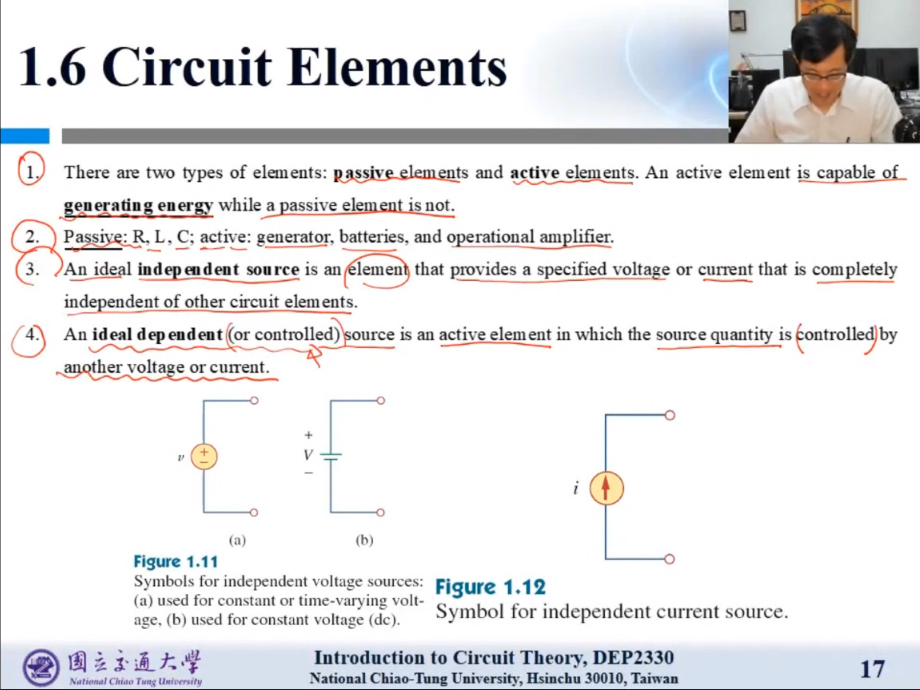 1.6 Circuit Elements
1. There are two types of elements: passive elements and active elements. An active element is capable of
generating energy while a passive element is not.
2. Passive: R, L, C; active: generator, batteries, and operational amplifier.
3. An ideal independent source is an element that provides a specified voltage or current that is completely
independent of other circuit elements.
4. An ideal dependent (or controlled) source is an active element in which the source quantity is controlled by
another voltage or current.
v
+
−
+
V
−
i
(a)
(b)
Figure 1.11
Symbols for independent voltage sources:
(a) used for constant or time-varying volt-
age, (b) used for constant voltage (dc).
Figure 1.12
Symbol for independent current source.
國立交通大學
National Chiao Tung University
Introduction to Circuit Theory, DEP2330
National Chiao-Tung University, Hsinchu 30010, Taiwan
17